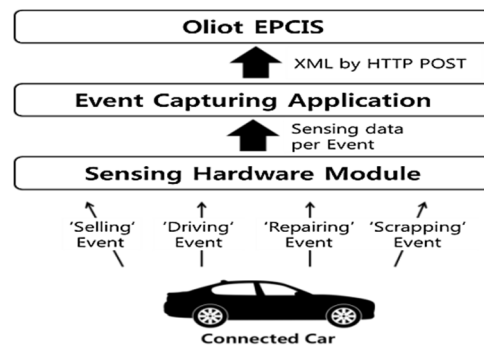 Oliot EPCIS
XML by HTTP POST
Event Capturing Application
Sensing data
per Event
Sensing Hardware Module
‘Selling‘ ‘Driving‘ ‘Repairing‘ ‘Scrapping‘
Event Event Event Event
Connected Car